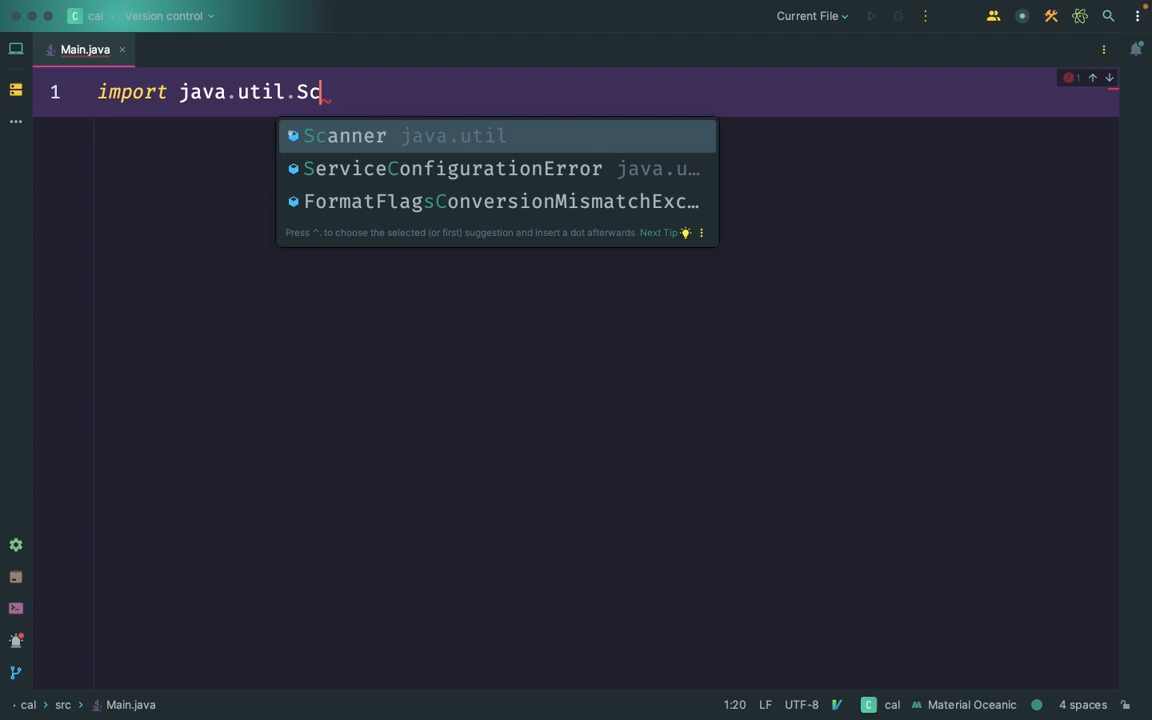 C cal Version control Current File
Main.java
1 import java.util.Sc
1
Scanner java.util
ServiceConfigurationError java.u…
FormatFlagsConversionMismatchExc…
Press ^. to choose the selected (or first) suggestion and insert a dot afterwards Next Tip
cal > src > Main.java 1:20 LF UTF-8 C cal Material Oceanic 4 spaces